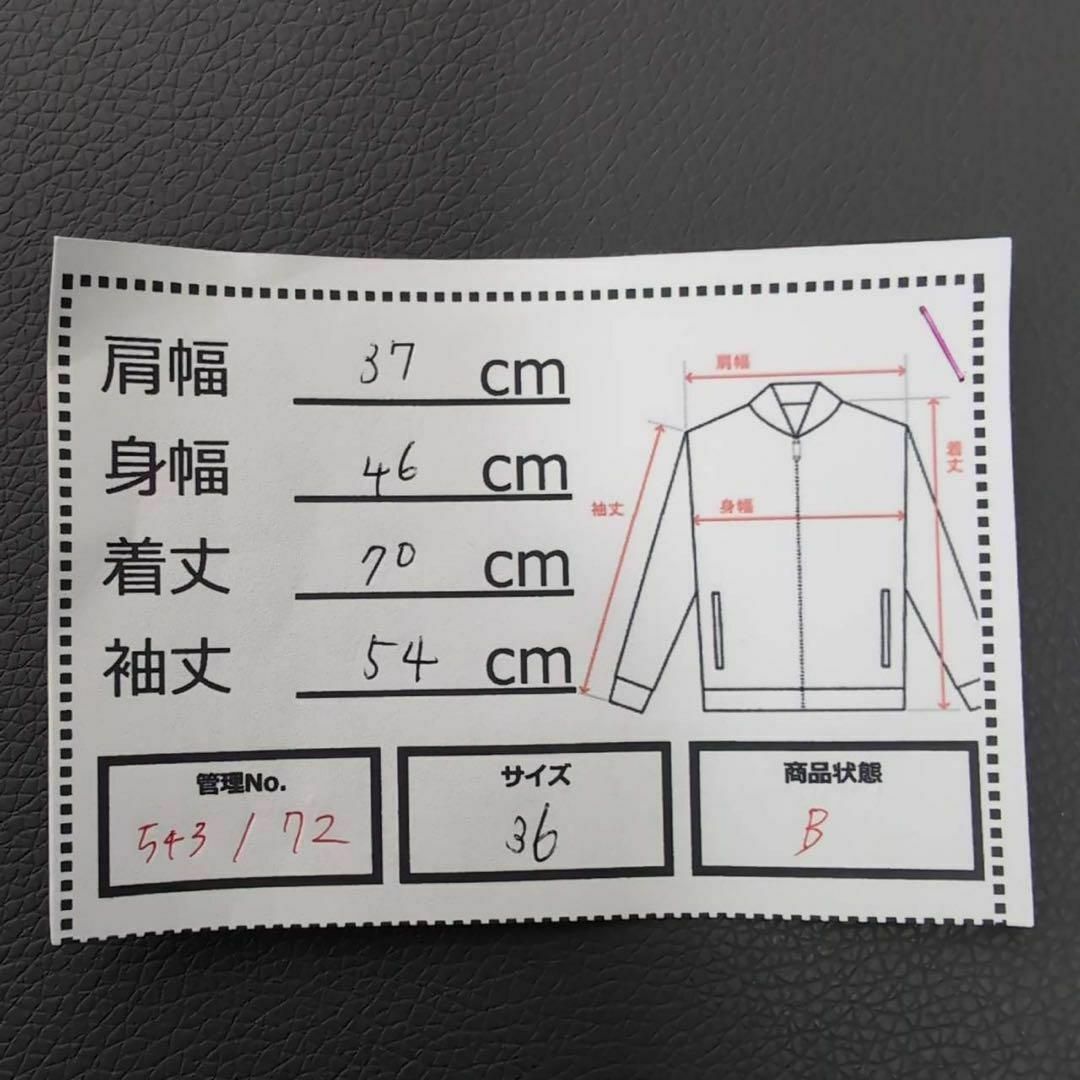 肩幅 37 cm
身幅 46 cm
着丈 70 cm
袖丈 54 cm
肩幅
着丈
袖丈
身幅
管理No.
543 / 72
サイズ
36
商品状態
B